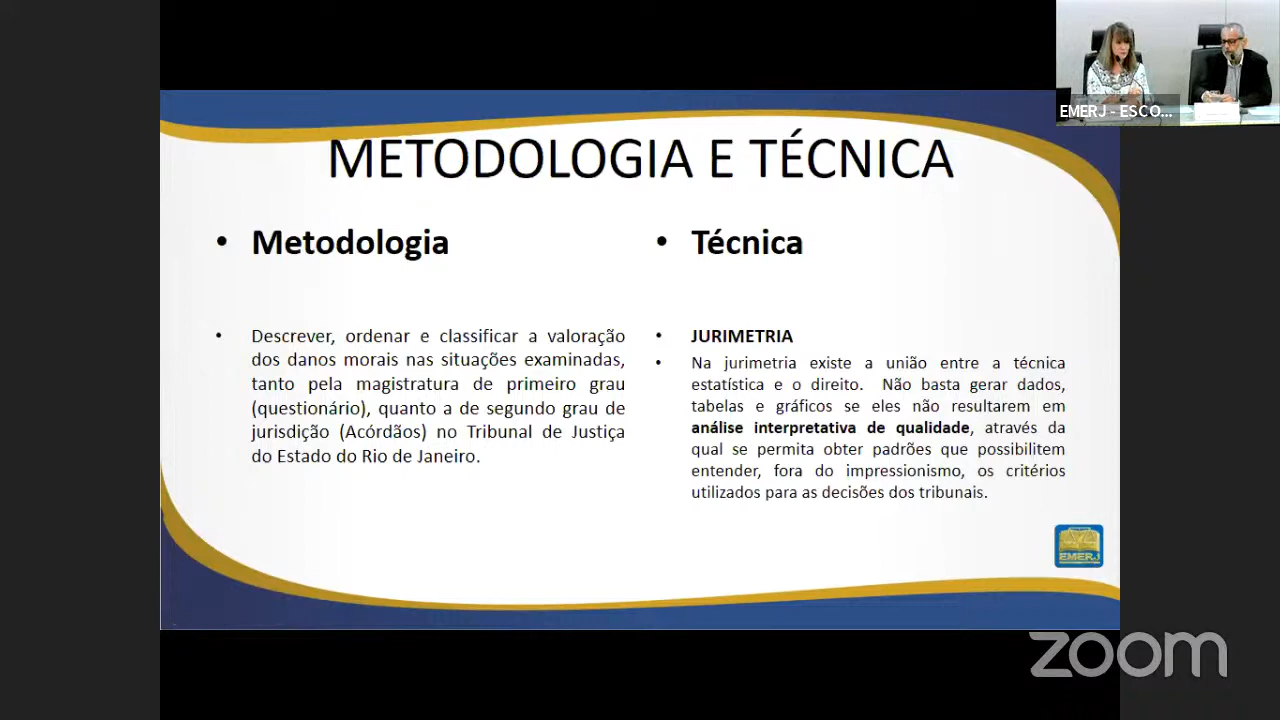 EMERJ - ESCO...
METODOLOGIA E TÉCNICA
• Metodologia
• Descrever, ordenar e classificar a valoração
dos danos morais nas situações examinadas,
tanto pela magistratura de primeiro grau
(questionário), quanto a de segundo grau de
jurisdição (Acórdãos) no Tribunal de Justiça
do Estado do Rio de Janeiro.
• Técnica
• JURIMETRIA
• Na jurimetria existe a união entre a técnica
estatística e o direito. Não basta gerar dados,
tabelas e gráficos se eles não resultarem em
análise interpretativa de qualidade, através da
qual se permita obter padrões que possibilitem
entender, fora do impressionismo, os critérios
utilizados para as decisões dos tribunais.
EMERJ
zoom